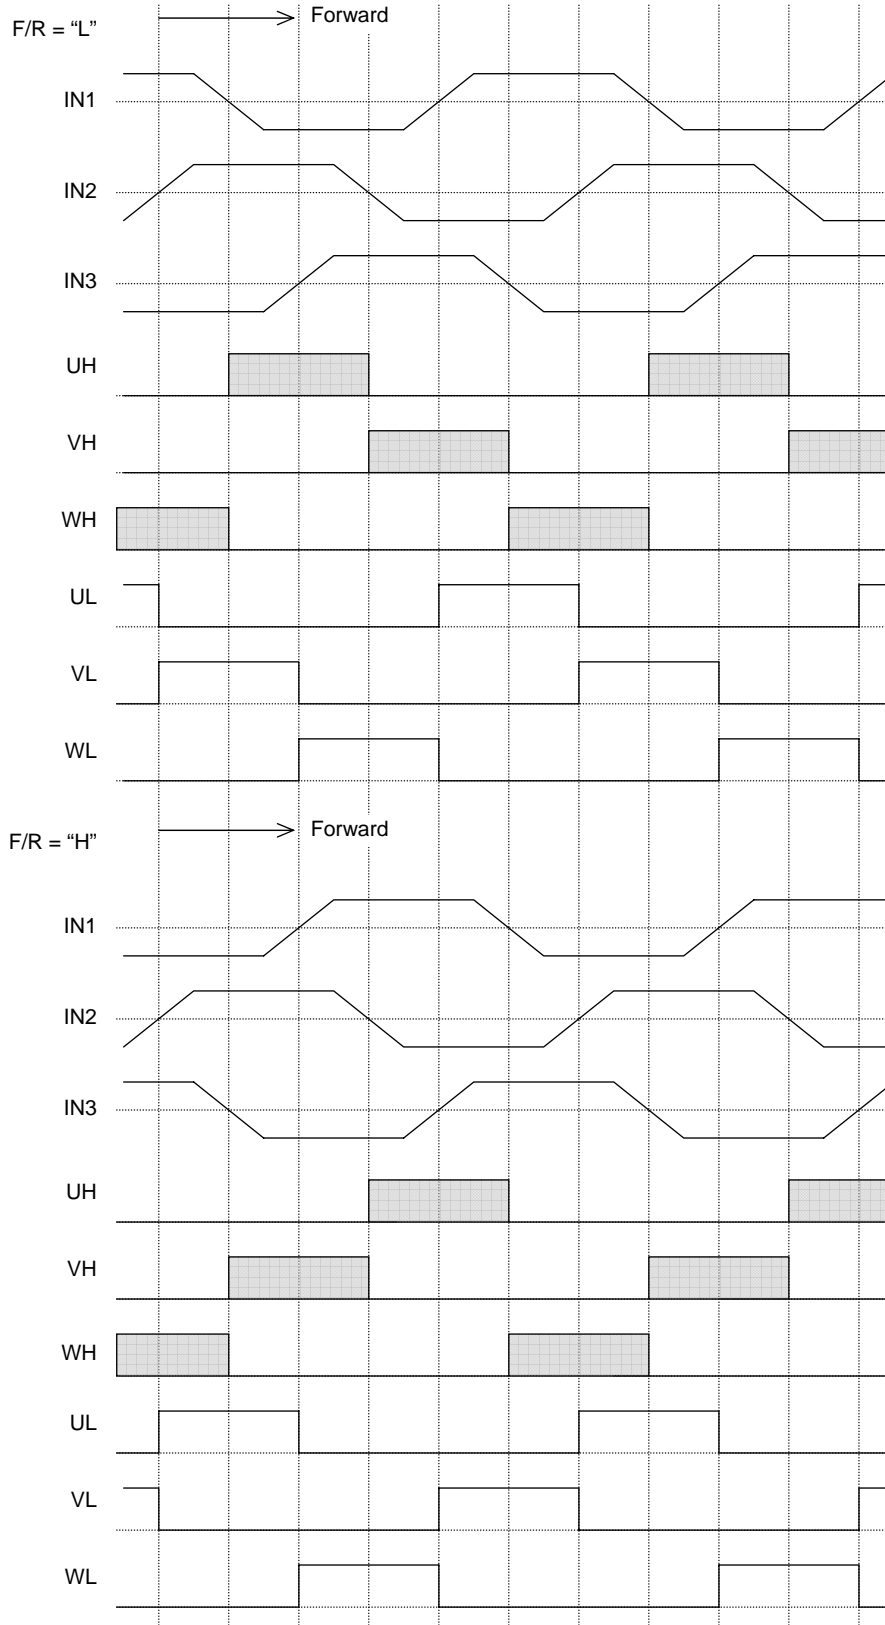 F/R = “L”
Forward
IN1
IN2
IN3
UH
VH
WH
UL
VL
WL
F/R = “H”
Forward
IN1
IN2
IN3
UH
VH
WH
UL
VL
WL